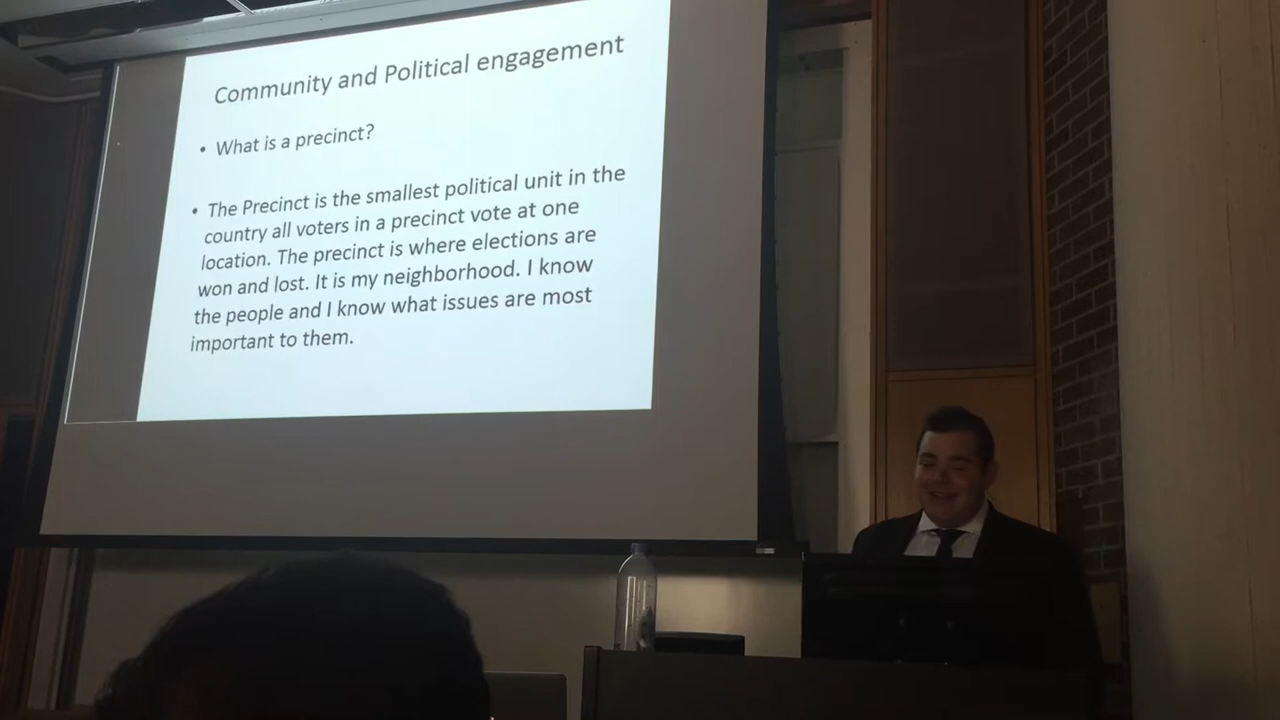 Community and Political engagement
• What is a precinct?
• The Precinct is the smallest political unit in the
country all voters in a precinct vote at one
location. The precinct is where elections are
won and lost. It is my neighborhood. I know
the people and I know what issues are most
important to them.